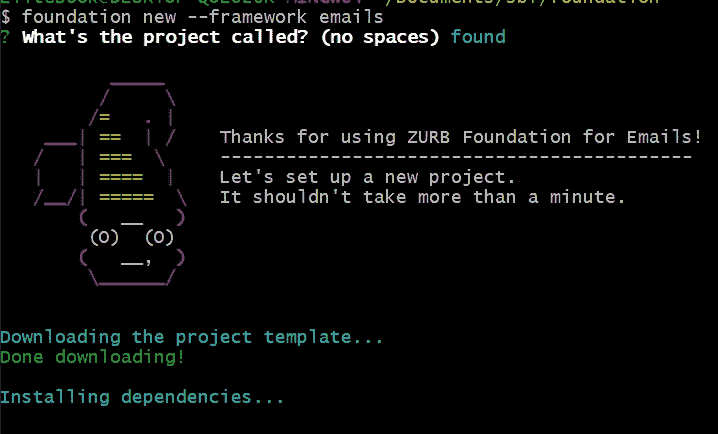 $ foundation new --framework emails
? What's the project called? (no spaces) found
Thanks for using ZURB Foundation for Emails!
-------------------------------------------
Let's set up a new project.
It shouldn't take more than a minute.
Downloading the project template...
Done downloading!
Installing dependencies...